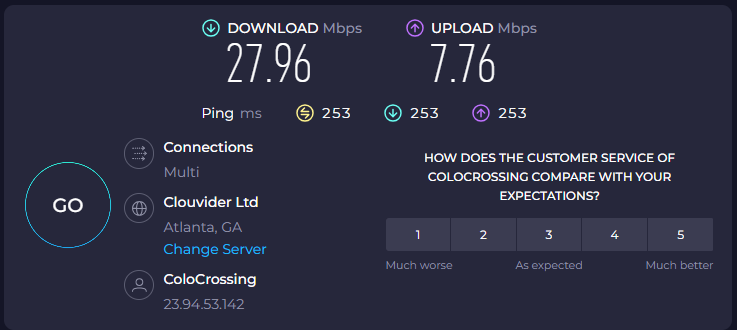 DOWNLOAD Mbps
27.96
UPLOAD Mbps
7.76
Ping ms 253 253 253
GO
Connections
Multi
Clouvider Ltd
Atlanta, GA
Change Server
ColoCrossing
23.94.53.142
HOW DOES THE CUSTOMER SERVICE OF
COLOCROSSING COMPARE WITH YOUR
EXPECTATIONS?
1 2 3 4 5
Much worse As expected Much better